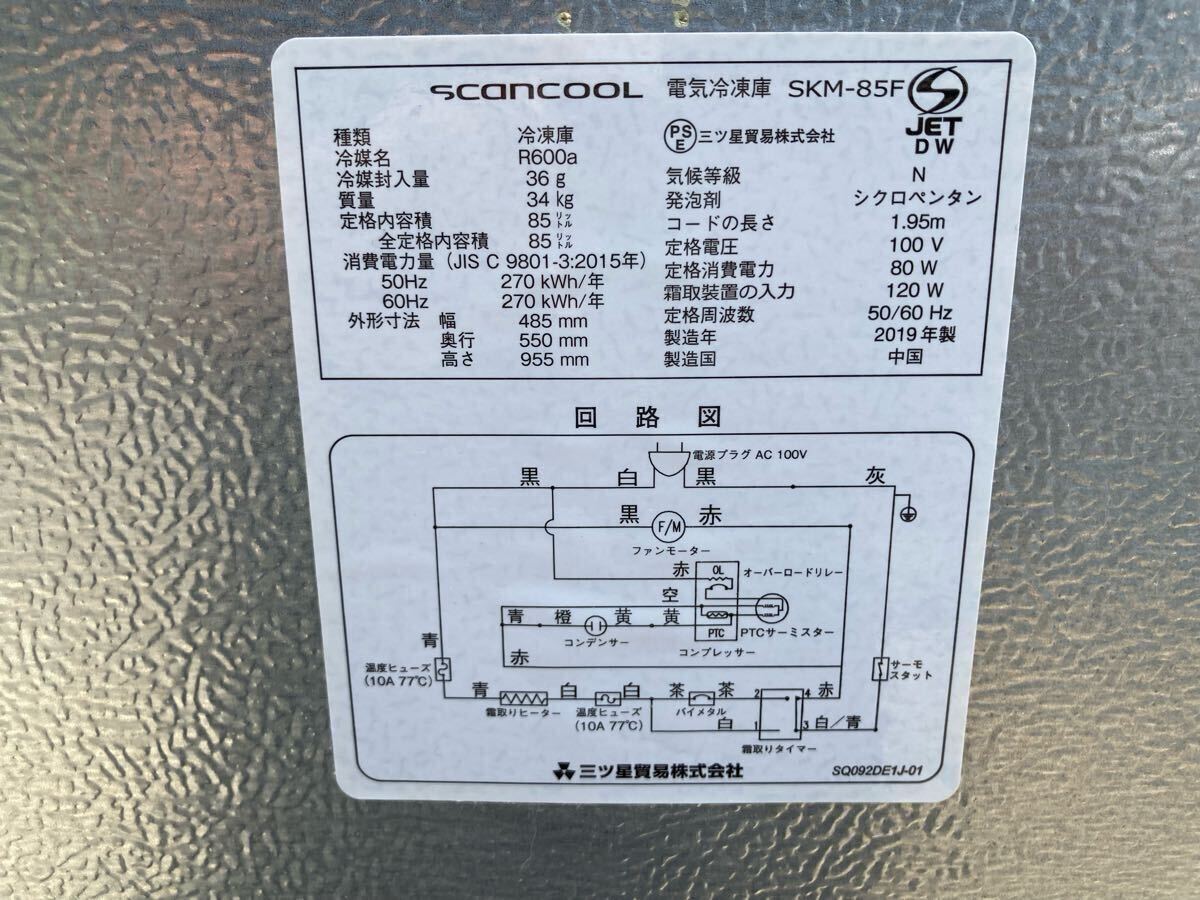 scancool 電気冷凍庫 SKM-85F
JET
DW
種類 冷凍庫
冷媒名 R600a
冷媒封入量 36 g
質量 34 kg
定格内容積 85 リットル
全定格内容積 85 リットル
消費電力量(JIS C 9801-3:2015年)
50Hz 270 kWh/年
60Hz 270 kWh/年
外形寸法 幅 485 mm
奥行 550 mm
高さ 955 mm
PSE 三ツ星貿易株式会社
気候等級 N
発泡剤 シクロペンタン
コードの長さ 1.95m
定格電圧 100 V
定格消費電力 80 W
霜取装置の入力 120 W
定格周波数 50/60 Hz
製造年 2019年製
製造国 中国
回路図
電源プラグ AC 100V
黒 白 黒 灰
黒 F/M 赤
ファンモーター
赤 OL オーバーロードリレー
空
青 橙 黄 黄
コンデンサー PTC PTCサーミスター
コンプレッサー
赤
青
温度ヒューズ
(10A 77℃)
サーモ
スタット
青 白 白 茶 茶 2 4 赤
霜取りヒーター 温度ヒューズ バイメタル
(10A 77℃)
白 1 3 白/青
霜取りタイマー
三ツ星貿易株式会社 SQ092DE1J-01